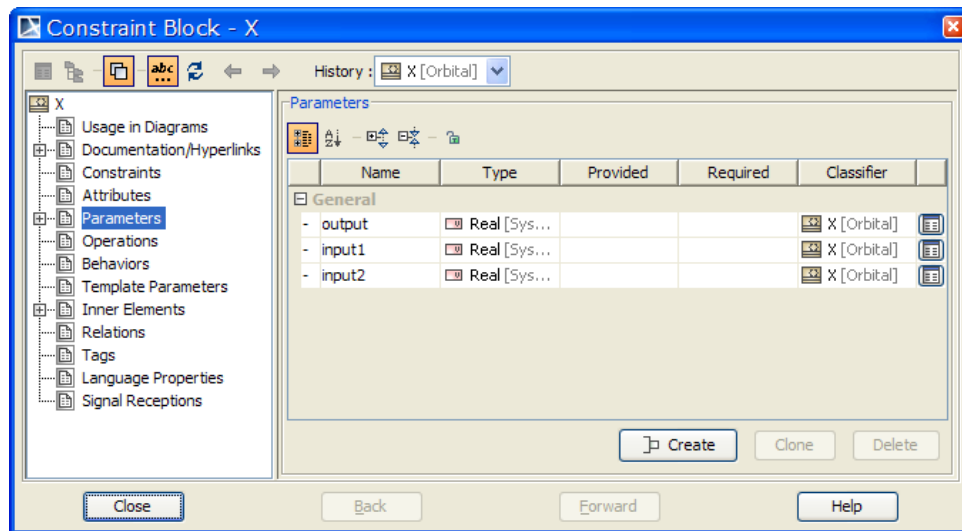 Constraint Block - X
abc
History : X [Orbital]
X
Usage in Diagrams
Documentation/Hyperlinks
Constraints
Attributes
Parameters
Operations
Behaviors
Template Parameters
Inner Elements
Relations
Tags
Language Properties
Signal Receptions
Parameters
Name Type Provided Required Classifier
General
- output Real [Sys... X [Orbital]
- input1 Real [Sys... X [Orbital]
- input2 Real [Sys... X [Orbital]
Create Clone Delete
Close Back Forward Help